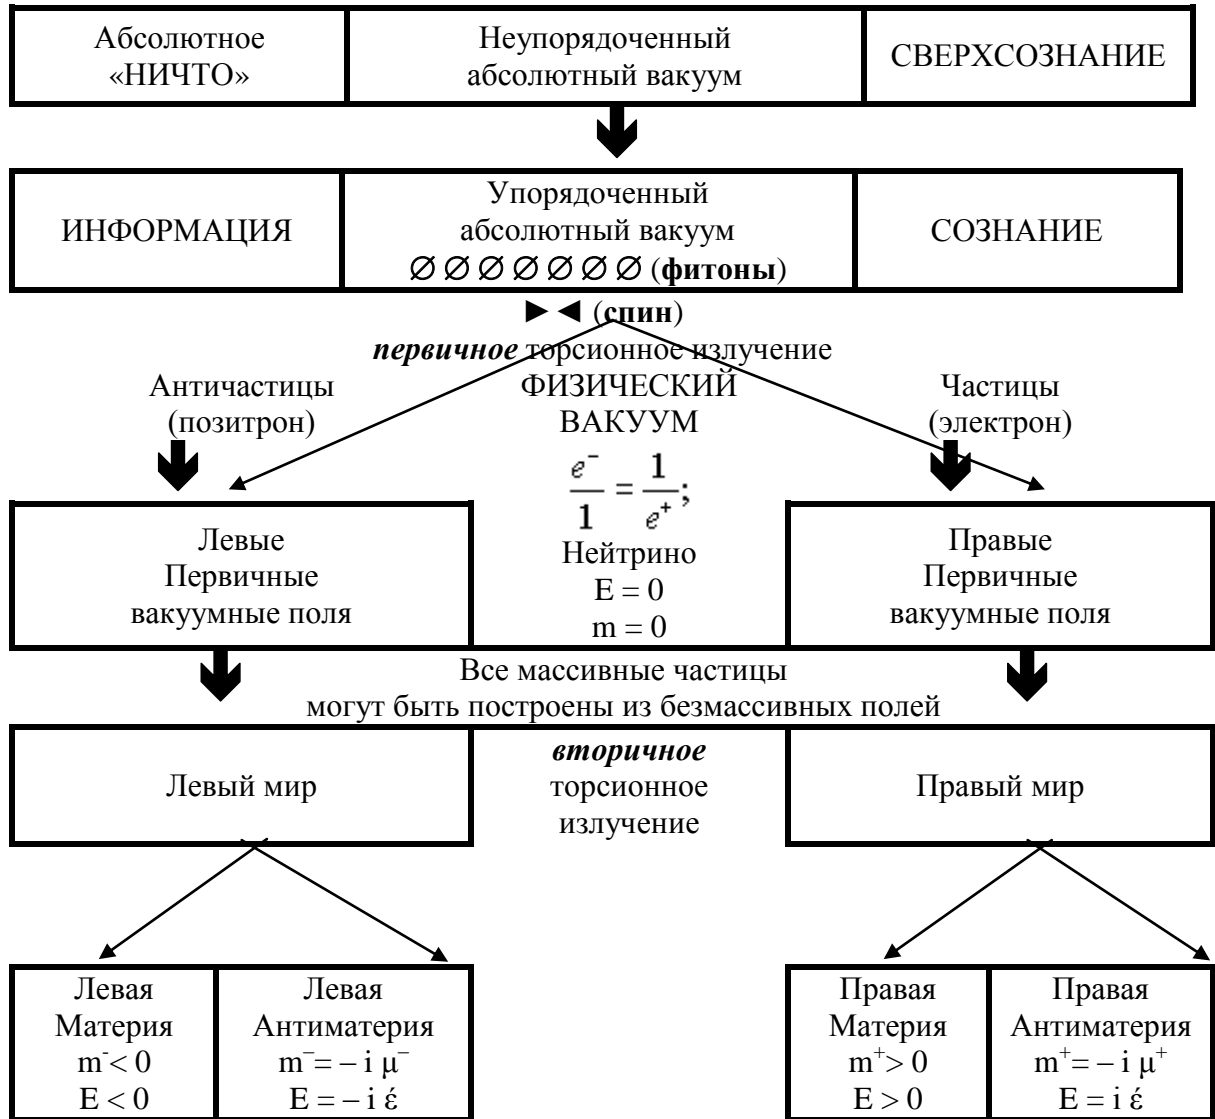 Абсолютное
«НИЧТО»
Неупорядоченный
абсолютный вакуум
СВЕРХСОЗНАНИЕ
ИНФОРМАЦИЯ
Упорядоченный
абсолютный вакуум
∅ ∅ ∅ ∅ ∅ ∅ ∅ (фитоны)
СОЗНАНИЕ
►◄ (спин)
первичное торсионное излучение
Античастицы
(позитрон)
ФИЗИЧЕСКИЙ
ВАКУУМ
Частицы
(электрон)
e⁻/1 = 1/e⁺;
Левые
Первичные
вакуумные поля
Нейтрино
E = 0
m = 0
Правые
Первичные
вакуумные поля
Все массивные частицы
могут быть построены из безмассивных полей
Левый мир
вторичное
торсионное
излучение
Правый мир
Левая
Материя
m⁻< 0
E < 0
Левая
Антиматерия
m⁻= – i μ⁻
E = – i έ
Правая
Материя
m⁺> 0
E > 0
Правая
Антиматерия
m⁺= – i μ⁺
E = i έ